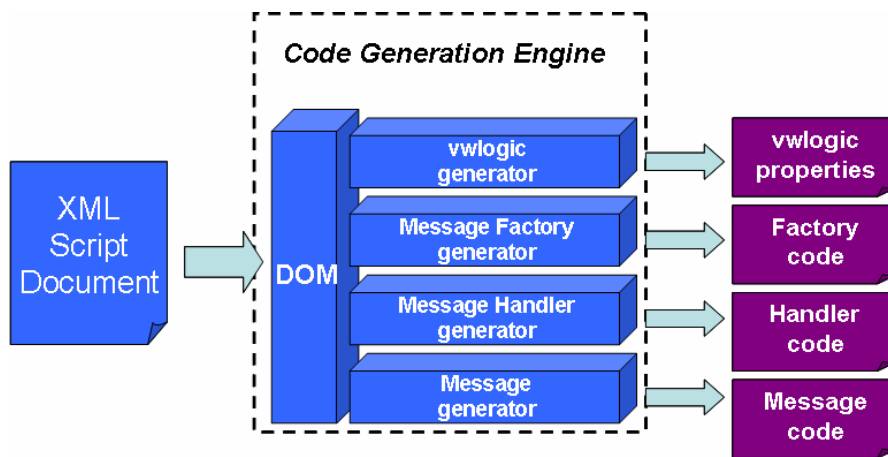 Code Generation Engine
XML
Script
Document
DOM
vwlogic
generator
Message Factory
generator
Message Handler
generator
Message
generator
vwlogic
properties
Factory
code
Handler
code
Message
code